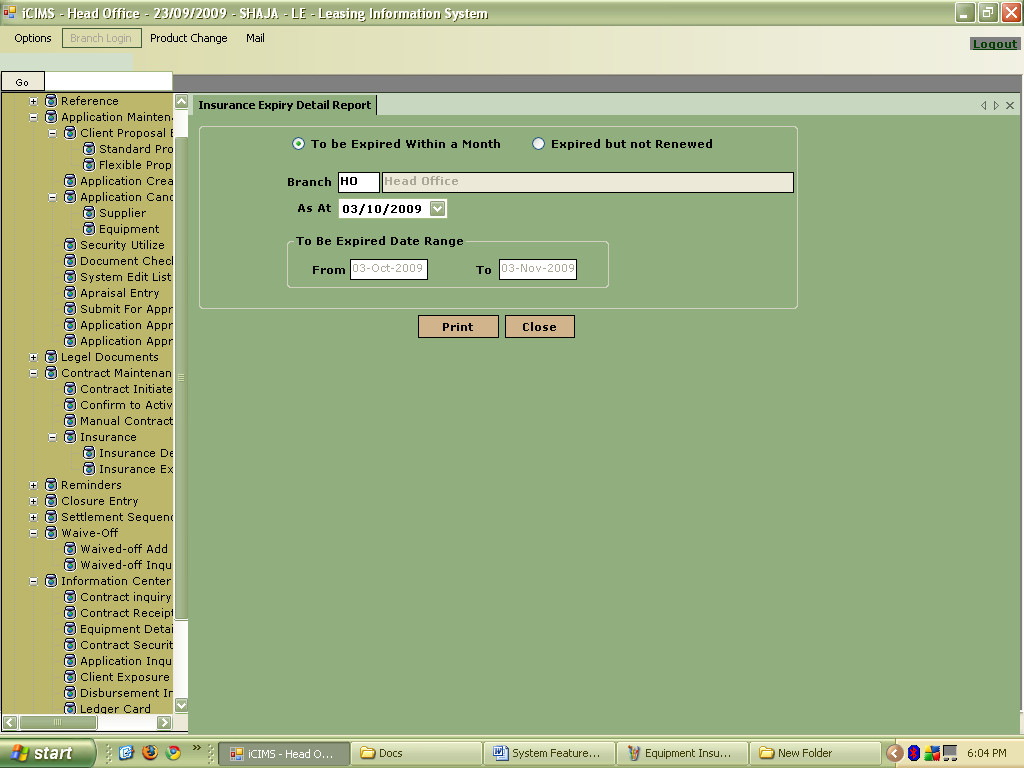 iCIMS - Head Office - 23/09/2009 - SHAJA - LE - Leasing Information System
Options Branch Login Product Change Mail
Logout
Go
Insurance Expiry Detail Report
Reference
Application Mainten
Client Proposal E
Standard Pro
Flexible Prop
Application Crea
Application Canc
Supplier
Equipment
Security Utilize
Document Chec
System Edit List
Apraisal Entry
Submit For Appr
Application Appr
Application Appr
Legel Documents
Contract Maintenan
Contract Initiate
Confirm to Activ
Manual Contract
Insurance
Insurance De
Insurance Ex
Reminders
Closure Entry
Settlement Sequenc
Waive-Off
Waived-off Add
Waived-off Inqu
Information Center
Contract inquiry
Contract Receipt
Equipment Detai
Contract Securit
Application Inqu
Client Exposure
Disbursement In
Ledger Card
To be Expired Within a Month Expired but not Renewed
Branch HO Head Office
As At 03/10/2009
To Be Expired Date Range
From 03-Oct-2009 To 03-Nov-2009
Print Close
start » iCIMS - Head O... Docs System Feature... Equipment Insu... New Folder 6:04 PM